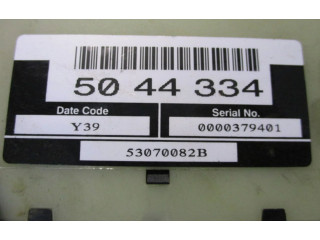 50 44 334
Date Code Serial No.
Y39 0000379401
53070082B